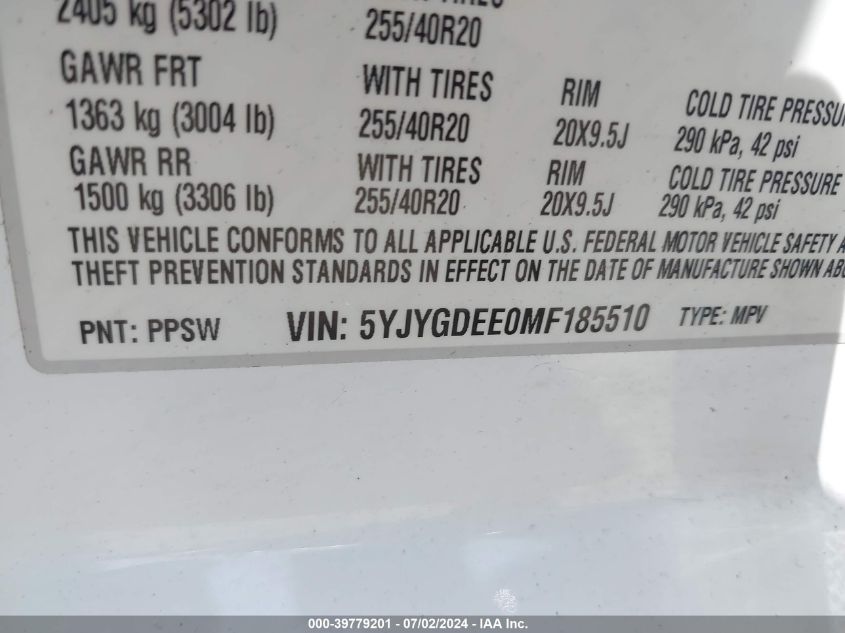 2405 kg (5302 lb) 255/40R20
GAWR FRT WITH TIRES RIM COLD TIRE PRESSU
1363 kg (3004 lb) 255/40R20 20X9.5J 290 kPa, 42 psi
GAWR RR WITH TIRES RIM COLD TIRE PRESSURE
1500 kg (3306 lb) 255/40R20 20X9.5J 290 kPa, 42 psi
THIS VEHICLE CONFORMS TO ALL APPLICABLE U.S. FEDERAL MOTOR VEHICLE SAFETY A
THEFT PREVENTION STANDARDS IN EFFECT ON THE DATE OF MANUFACTURE SHOWN ABO
PNT: PPSW VIN: 5YJYGDEE0MF185510 TYPE: MPV
000-39779201 - 07/02/2024 - IAA Inc.